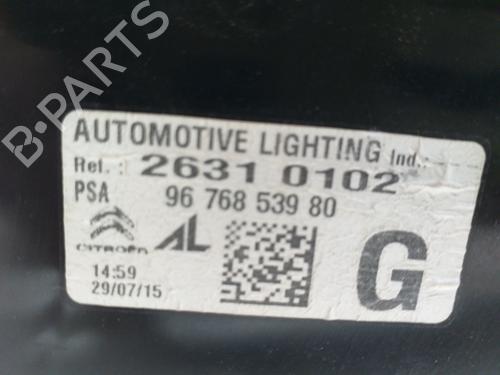 B-PARTS
AUTOMOTIVE LIGHTING Ind.:
Ref. : 2631 0102
PSA 96 768 539 80
CITROËN AL G
14:59
29/07/15